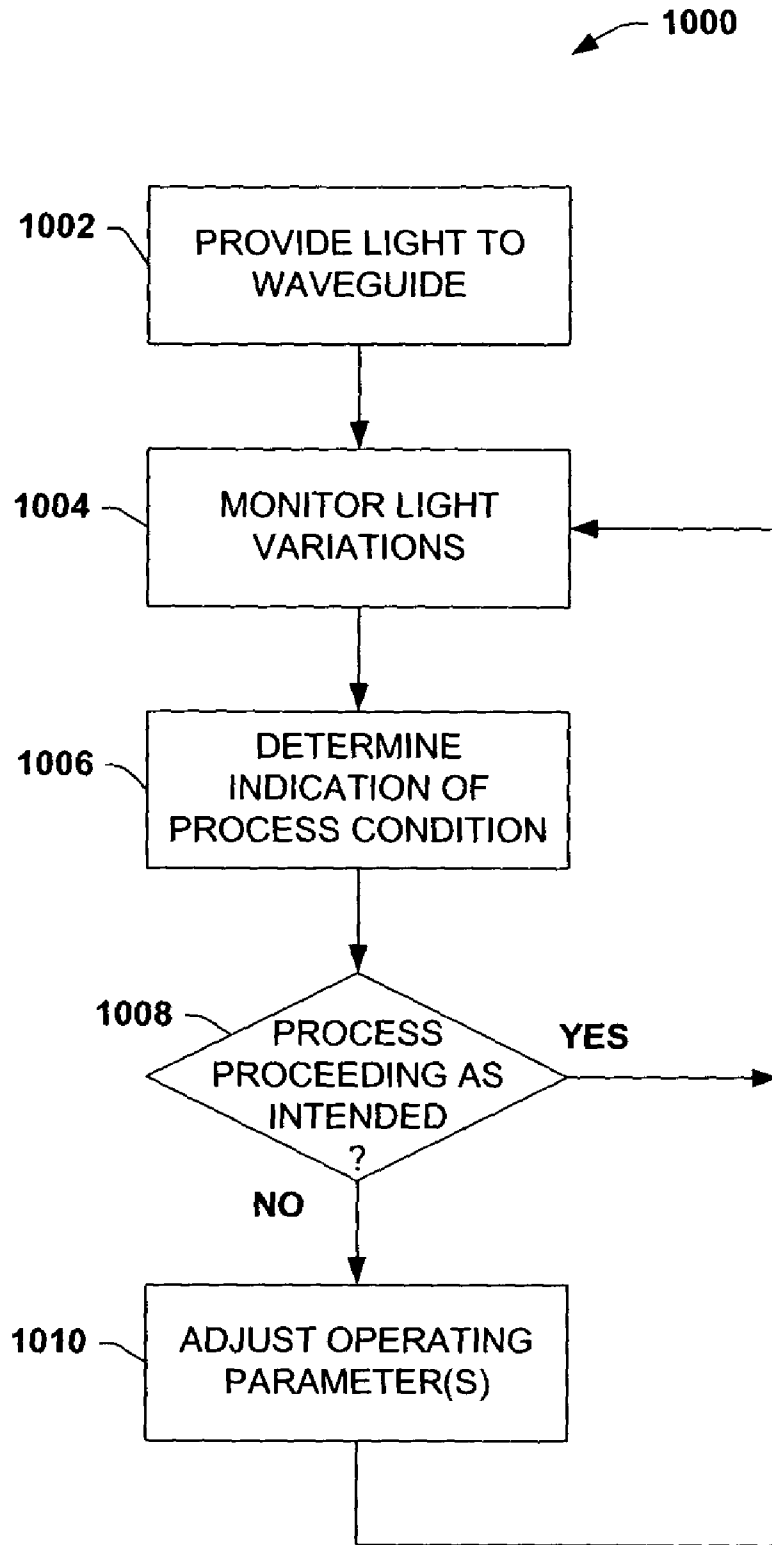 1000
1002
PROVIDE LIGHT TO
WAVEGUIDE
1004
MONITOR LIGHT
VARIATIONS
1006
DETERMINE
INDICATION OF
PROCESS CONDITION
1008
PROCESS
PROCEEDING AS
INTENDED
?
YES
NO
1010
ADJUST OPERATING
PARAMETER(S)